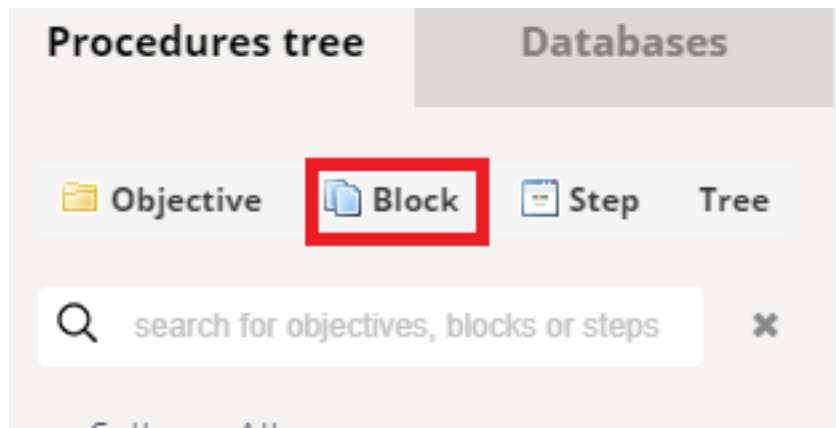 Procedures tree Databases
Objective Block Step Tree
search for objectives, blocks or steps